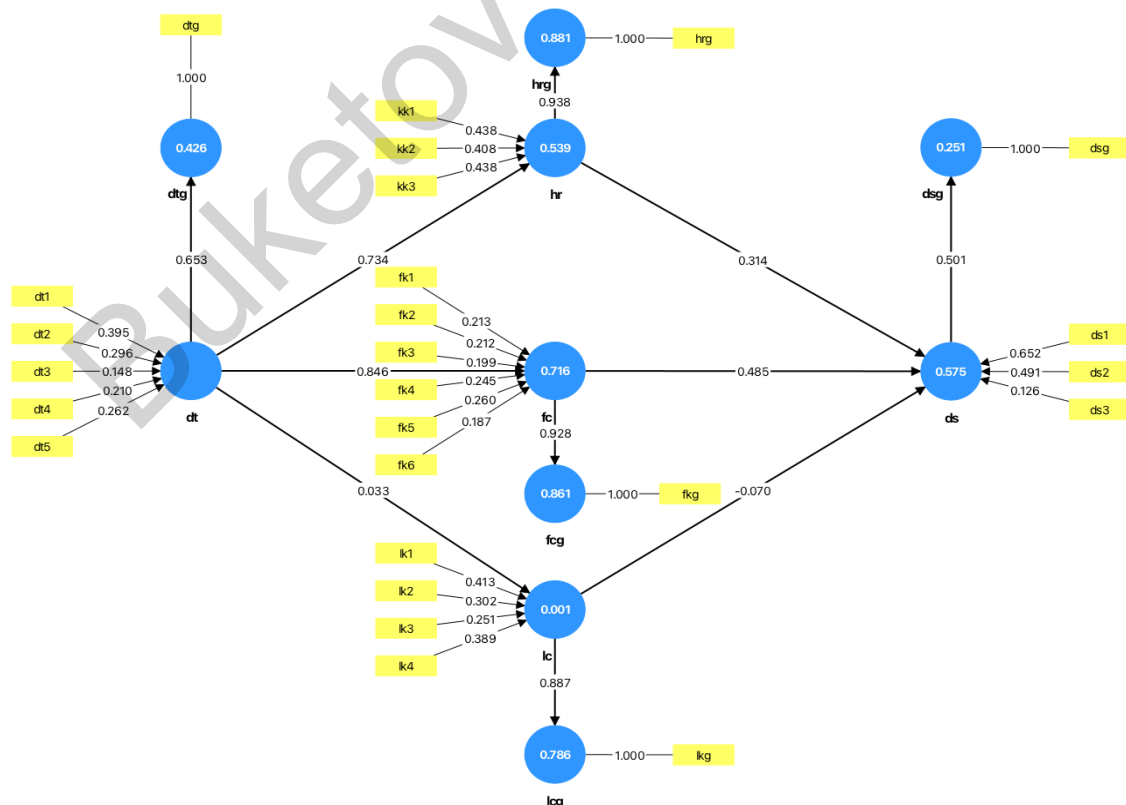 dtg
1.000
0.426
dtg
0.653
0.881
1.000
hrg
hrg
0.938
kk1
kk2
kk3
0.438
0.408
0.438
0.539
hr
0.251
1.000
dsg
dsg
0.734
0.314
0.501
dt1
dt2
dt3
dt4
dt5
0.395
0.296
0.148
0.210
0.262
dt
0.846
fk1
fk2
fk3
fk4
fk5
fk6
0.213
0.212
0.199
0.245
0.260
0.187
0.716
fc
0.485
0.575
ds
0.652
0.491
0.126
ds1
ds2
ds3
0.928
0.861
1.000
fkg
fcg
0.033
-0.070
lk1
lk2
lk3
lk4
0.413
0.302
0.251
0.389
0.001
lc
0.887
0.786
1.000
lkg
lcg
Buketov